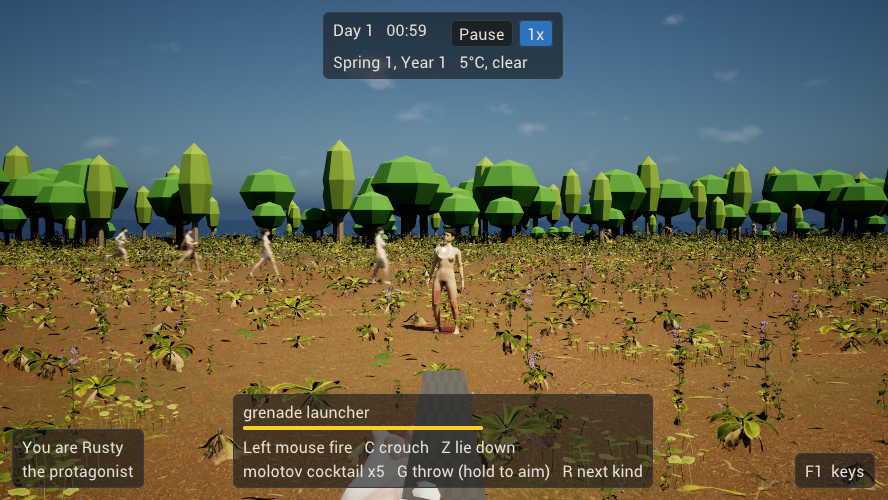 Day 1 00:59 Pause 1x
Spring 1, Year 1 5°C, clear
grenade launcher
Left mouse fire C crouch Z lie down
molotov cocktail x5 G throw (hold to aim) R next kind
You are Rusty
the protagonist
F1 keys